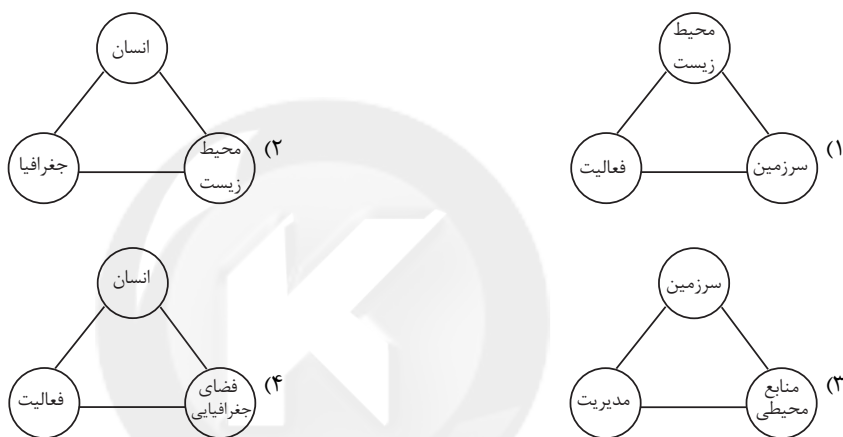 محیط
زیست
فعالیت
سرزمین
۱)
انسان
جغرافیا
محیط
زیست
۲)
سرزمین
مدیریت
منابع
محیطی
۳)
انسان
فعالیت
فضای
جغرافیایی
۴)